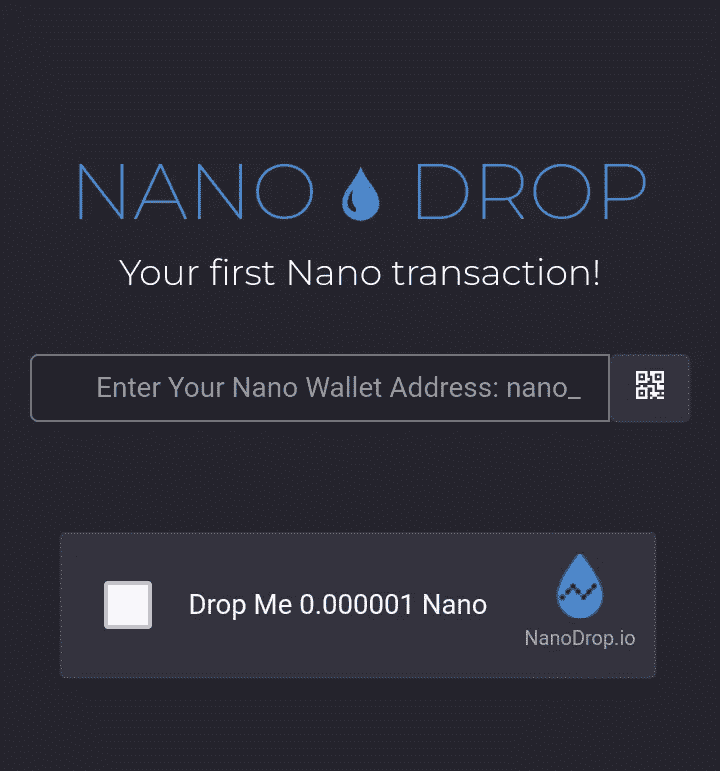 NANO DROP
Your first Nano transaction!
Enter Your Nano Wallet Address: nano_
Drop Me 0.000001 Nano
NanoDrop.io